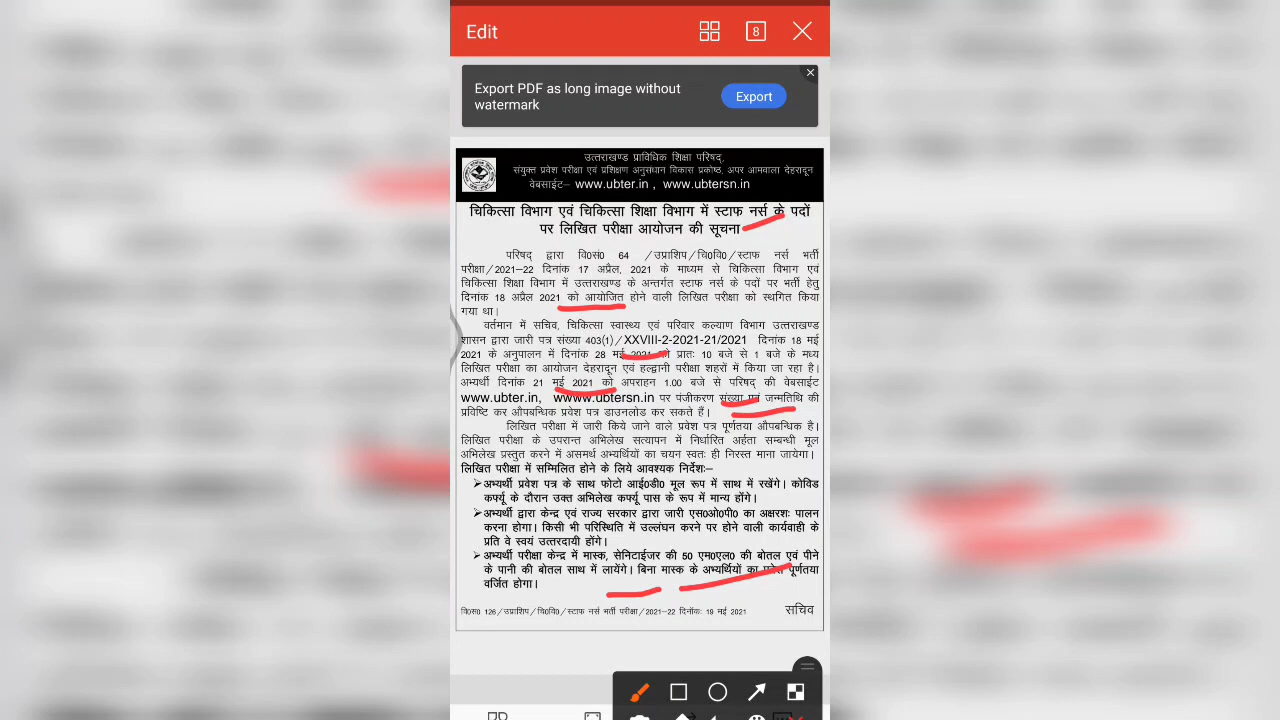 Edit
8
Export PDF as long image without
watermark
Export
उत्तराखण्ड प्राविधिक शिक्षा परिषद्,
संयुक्त प्रवेश परीक्षा एवं प्रशिक्षण अनुसंधान विकास प्रकोष्ठ, अपर आमवाला देहरादून
वेबसाईट– www.ubter.in , www.ubtersn.in
चिकित्सा विभाग एवं चिकित्सा शिक्षा विभाग में स्टाफ नर्स के पदों
पर लिखित परीक्षा आयोजन की सूचना
परिषद् द्वारा वि0सं0 64 /उप्राशिप/चि0वि0/स्टाफ नर्स भर्ती
परीक्षा/2021–22 दिनांक 17 अप्रैल, 2021 के माध्यम से चिकित्सा विभाग एवं
चिकित्सा शिक्षा विभाग में उत्तराखण्ड के अन्तर्गत स्टाफ नर्स के पदों पर भर्ती हेतु
दिनांक 18 अप्रैल 2021 को आयोजित होने वाली लिखित परीक्षा को स्थगित किया
गया था।
वर्तमान में सचिव, चिकित्सा स्वास्थ्य एवं परिवार कल्याण विभाग उत्तराखण्ड
शासन द्वारा जारी पत्र संख्या 403(1)/XXVIII-2-2021-21/2021 दिनांक 18 मई
2021 के अनुपालन में दिनांक 28 मई 2021 को प्रातः 10 बजे से 1 बजे के मध्य
लिखित परीक्षा का आयोजन देहरादून एवं हल्द्वानी परीक्षा शहरों में किया जा रहा है।
अभ्यर्थी दिनांक 21 मई 2021 को अपराहन 1.00 बजे से परिषद् की वेबसाईट
www.ubter.in, wwww.ubtersn.in पर पंजीकरण संख्या एवं जन्मतिथि की
प्रविष्टि कर औपबन्धिक प्रवेश पत्र डाउनलोड कर सकते हैं।
लिखित परीक्षा में जारी किये जाने वाले प्रवेश पत्र पूर्णतया औपबन्धिक है।
लिखित परीक्षा के उपरान्त अभिलेख सत्यापन में निर्धारित अर्हता सम्बन्धी मूल
अभिलेख प्रस्तुत करने में असमर्थ अभ्यर्थियों का चयन स्वतः ही निरस्त माना जायेगा।
लिखित परीक्षा में सम्मिलित होने के लिये आवश्यक निर्देशः–
➢ अभ्यर्थी प्रवेश पत्र के साथ फोटो आई0डी0 मूल रूप में साथ में रखेंगे। कोविड
कर्फ्यू के दौरान उक्त अभिलेख कर्फ्यू पास के रूप में मान्य होंगे।
➢ अभ्यर्थी द्वारा केन्द्र एवं राज्य सरकार द्वारा जारी एस0ओ0पी0 का अक्षरशः पालन
करना होगा। किसी भी परिस्थिति में उल्लंघन करने पर होने वाली कार्यवाही के
प्रति वे स्वयं उत्तरदायी होंगे।
➢ अभ्यर्थी परीक्षा केन्द्र में मास्क, सेनिटाईजर की 50 एम0एल0 की बोतल एवं पीने
के पानी की बोतल साथ में लायेंगे। बिना मास्क के अभ्यर्थियों का प्रवेश पूर्णतया
वर्जित होगा।
वि0स0 126/उप्राशिप/चि0वि0/स्टाफ नर्स भर्ती परीक्षा/2021–22 दिनॉकः 19 मई 2021
सचिव